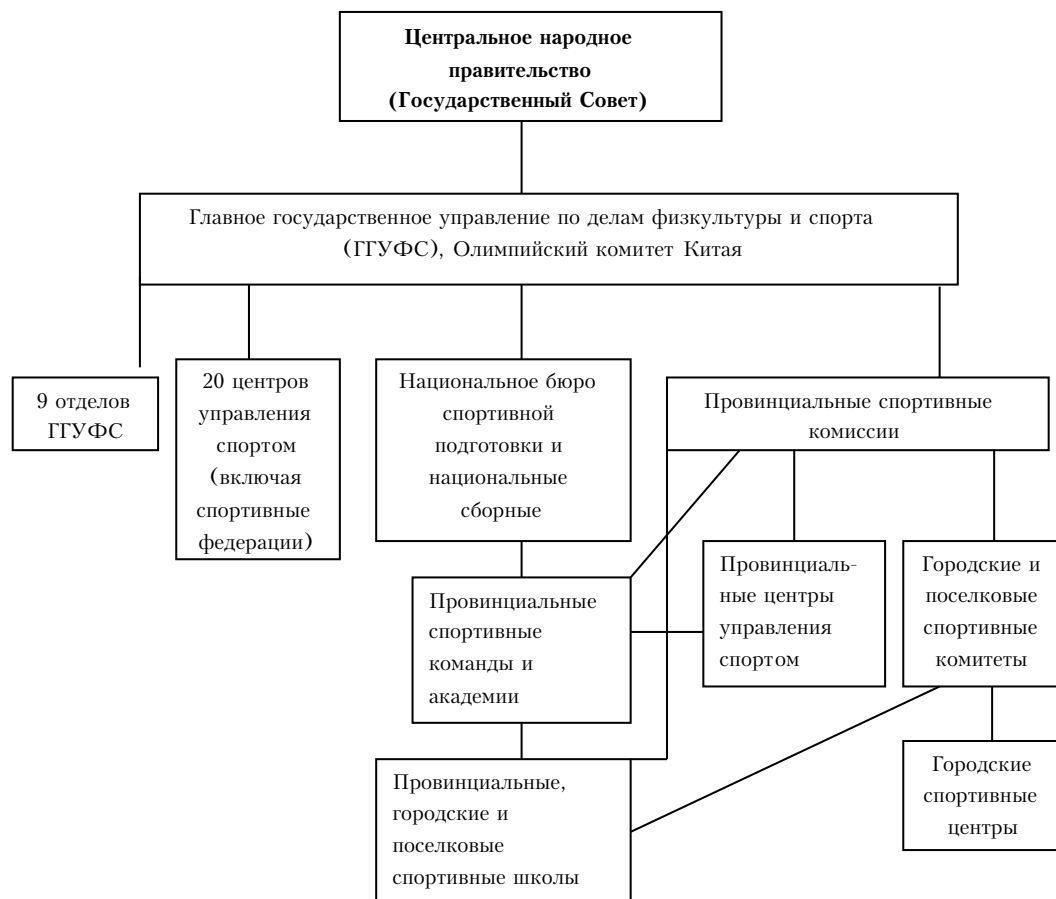 Центральное народное
правительство
(Государственный Совет)
Главное государственное управление по делам физкультуры и спорта
(ГГУФС), Олимпийский комитет Китая
9 отделов
ГГУФС
20 центров
управления
спортом
(включая
спортивные
федерации)
Национальное бюро
спортивной
подготовки и
национальные
сборные
Провинциальные спортивные
комиссии
Провинциальные
спортивные
команды и
академии
Провинциаль-
ные центры
управления
спортом
Городские и
поселковые
спортивные
комитеты
Провинциальные,
городские и
поселковые
спортивные школы
Городские
спортивные
центры